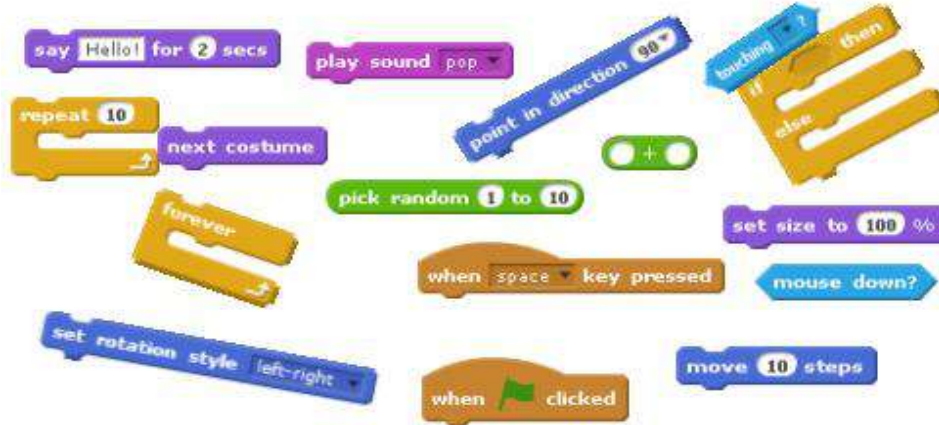 say Hello! for 2 secs
play sound pop
point in direction 90
touching ?
if then
else
repeat 10
next costume
+
pick random 1 to 10
forever
set size to 100 %
when space key pressed
mouse down?
set rotation style left-right
when clicked
move 10 steps